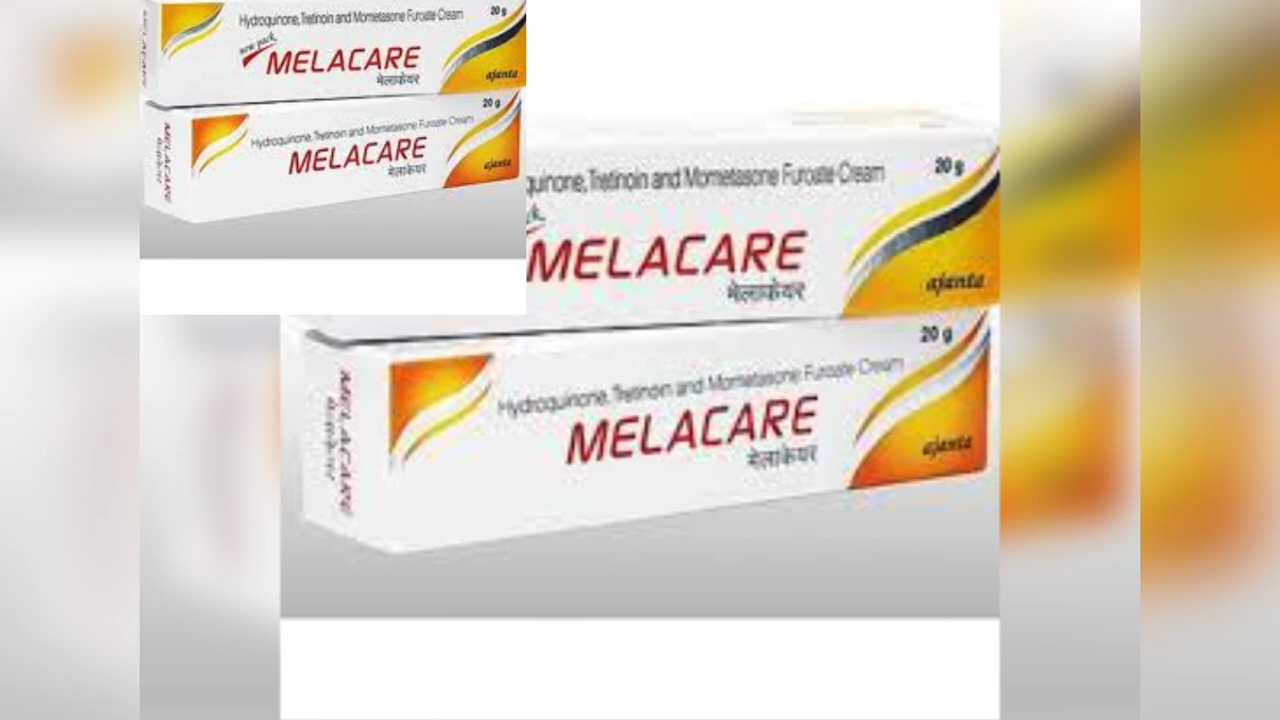 Hydroquinone, Tretinoin and Mometasone Furoate Cream
20 g
new pack
MELACARE
मेलाकेयर
ajanta
20 g
Hydroquinone, Tretinoin and Mometasone Furoate Cream
MELACARE
मेलाकेयर
ajanta
MELACARE
मेलाकेयर
quinone, Tretinoin and Mometasone Furoate Cream
20 g
MELACARE
मेलाकेयर
ajanta
20 g
Hydroquinone, Tretinoin and Mometasone Furoate Cream
MELACARE
मेलाकेयर
ajanta
MELACARE
मेलाकेयर